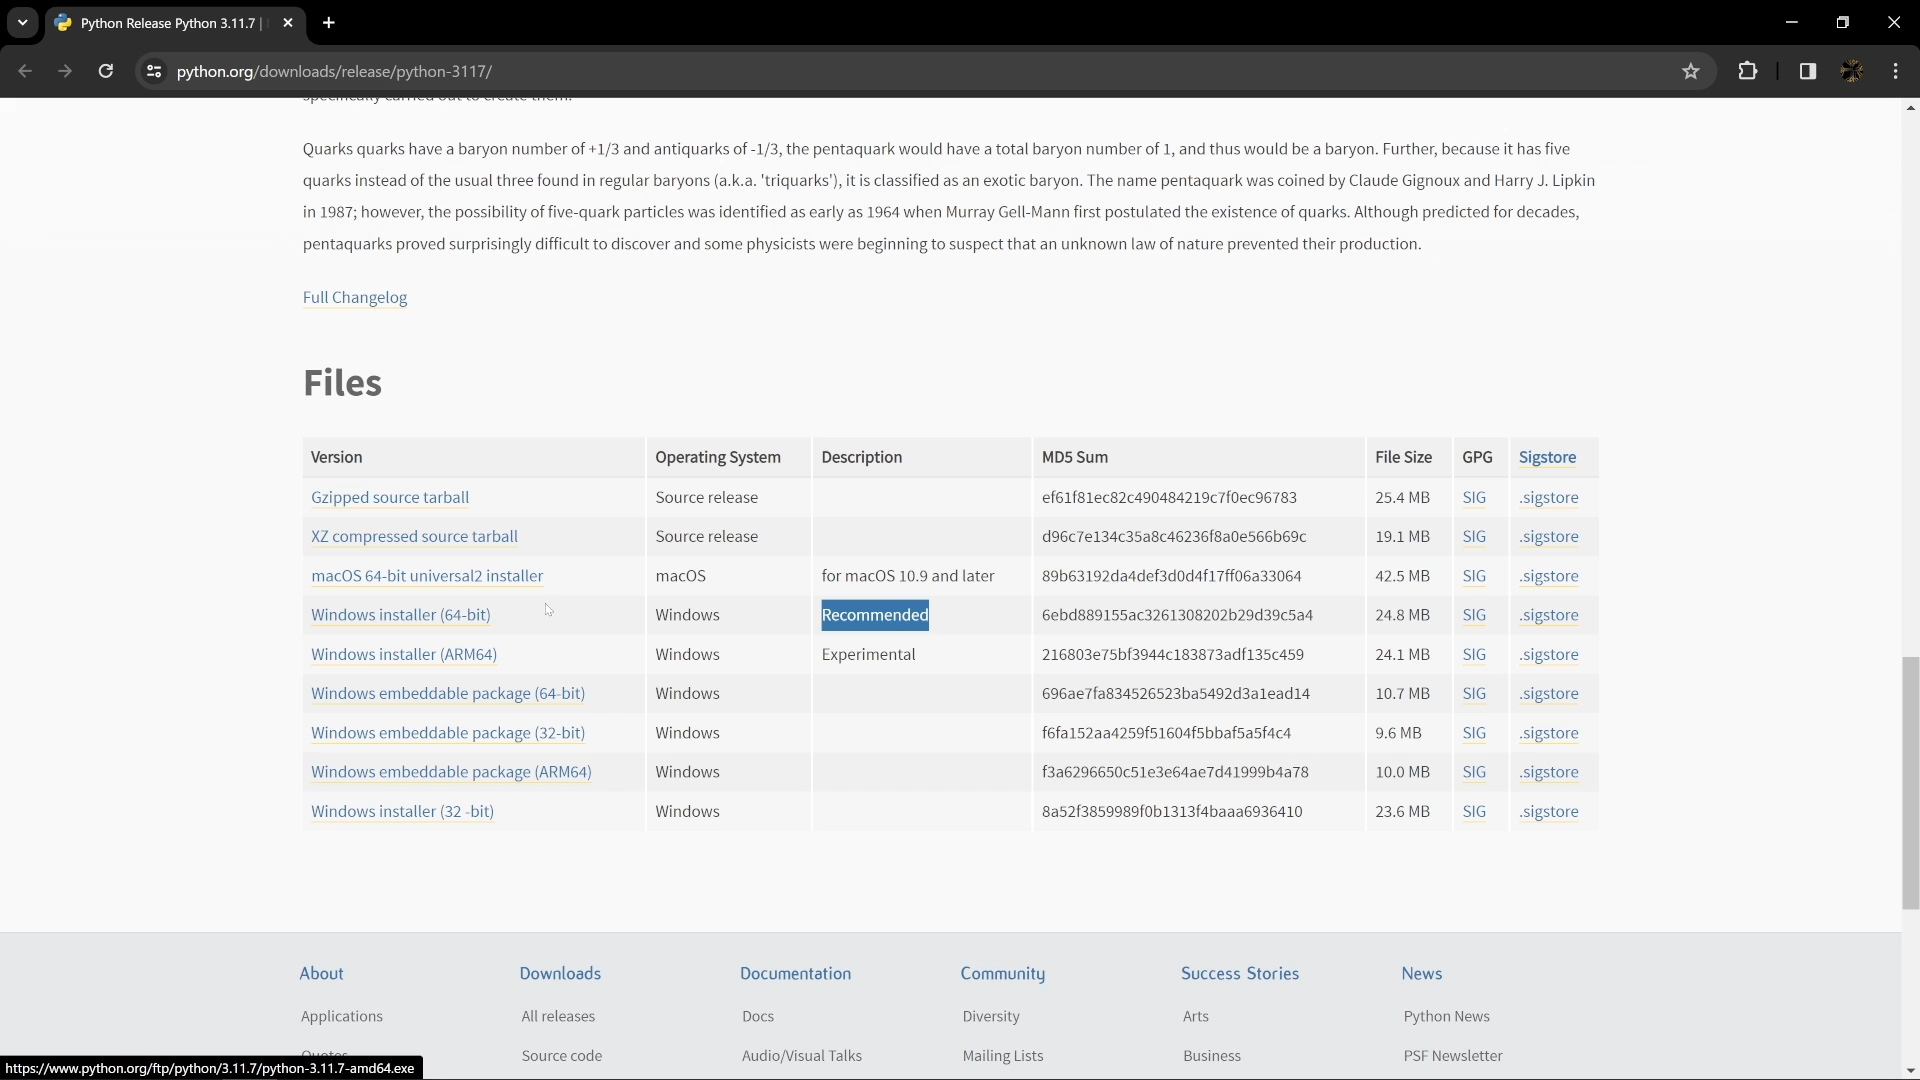 Python Release Python 3.11.7 |
python.org/downloads/release/python-3117/
specifically carried out to create them.
Quarks quarks have a baryon number of +1/3 and antiquarks of -1/3, the pentaquark would have a total baryon number of 1, and thus would be a baryon. Further, because it has five
quarks instead of the usual three found in regular baryons (a.k.a. 'triquarks'), it is classified as an exotic baryon. The name pentaquark was coined by Claude Gignoux and Harry J. Lipkin
in 1987; however, the possibility of five-quark particles was identified as early as 1964 when Murray Gell-Mann first postulated the existence of quarks. Although predicted for decades,
pentaquarks proved surprisingly difficult to discover and some physicists were beginning to suspect that an unknown law of nature prevented their production.
Full Changelog
Files
Version Operating System Description MD5 Sum File Size GPG Sigstore
Gzipped source tarball Source release ef61f81ec82c490484219c7f0ec96783 25.4 MB SIG .sigstore
XZ compressed source tarball Source release d96c7e134c35a8c46236f8a0e566b69c 19.1 MB SIG .sigstore
macOS 64-bit universal2 installer macOS for macOS 10.9 and later 89b63192da4def3d0d4f17ff06a33064 42.5 MB SIG .sigstore
Windows installer (64-bit) Windows Recommended 6ebd889155ac3261308202b29d39c5a4 24.8 MB SIG .sigstore
Windows installer (ARM64) Windows Experimental 216803e75bf3944c183873adf135c459 24.1 MB SIG .sigstore
Windows embeddable package (64-bit) Windows 696ae7fa834526523ba5492d3a1ead14 10.7 MB SIG .sigstore
Windows embeddable package (32-bit) Windows f6fa152aa4259f51604f5bbaf5a5f4c4 9.6 MB SIG .sigstore
Windows embeddable package (ARM64) Windows f3a6296650c51e3e64ae7d41999b4a78 10.0 MB SIG .sigstore
Windows installer (32 -bit) Windows 8a52f3859989f0b1313f4baaa6936410 23.6 MB SIG .sigstore
About Downloads Documentation Community Success Stories News
Applications All releases Docs Diversity Arts Python News
Quotes Source code Audio/Visual Talks Mailing Lists Business PSF Newsletter
https://www.python.org/ftp/python/3.11.7/python-3.11.7-amd64.exe